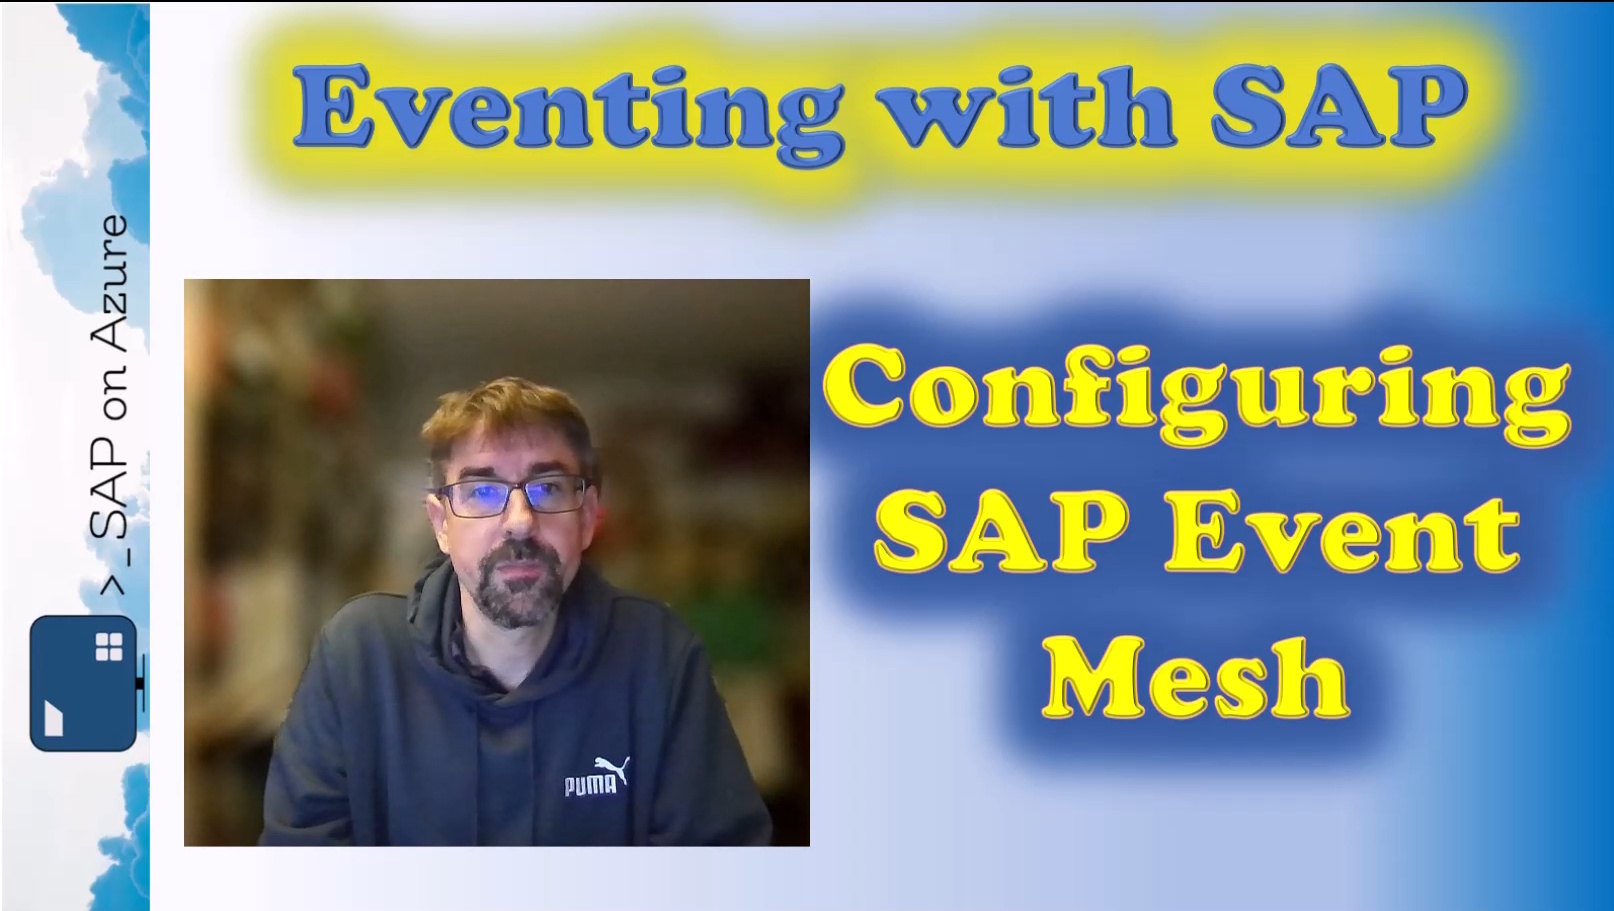 Eventing with SAP
>_SAP on Azure
Configuring
SAP Event
Mesh
PUMA